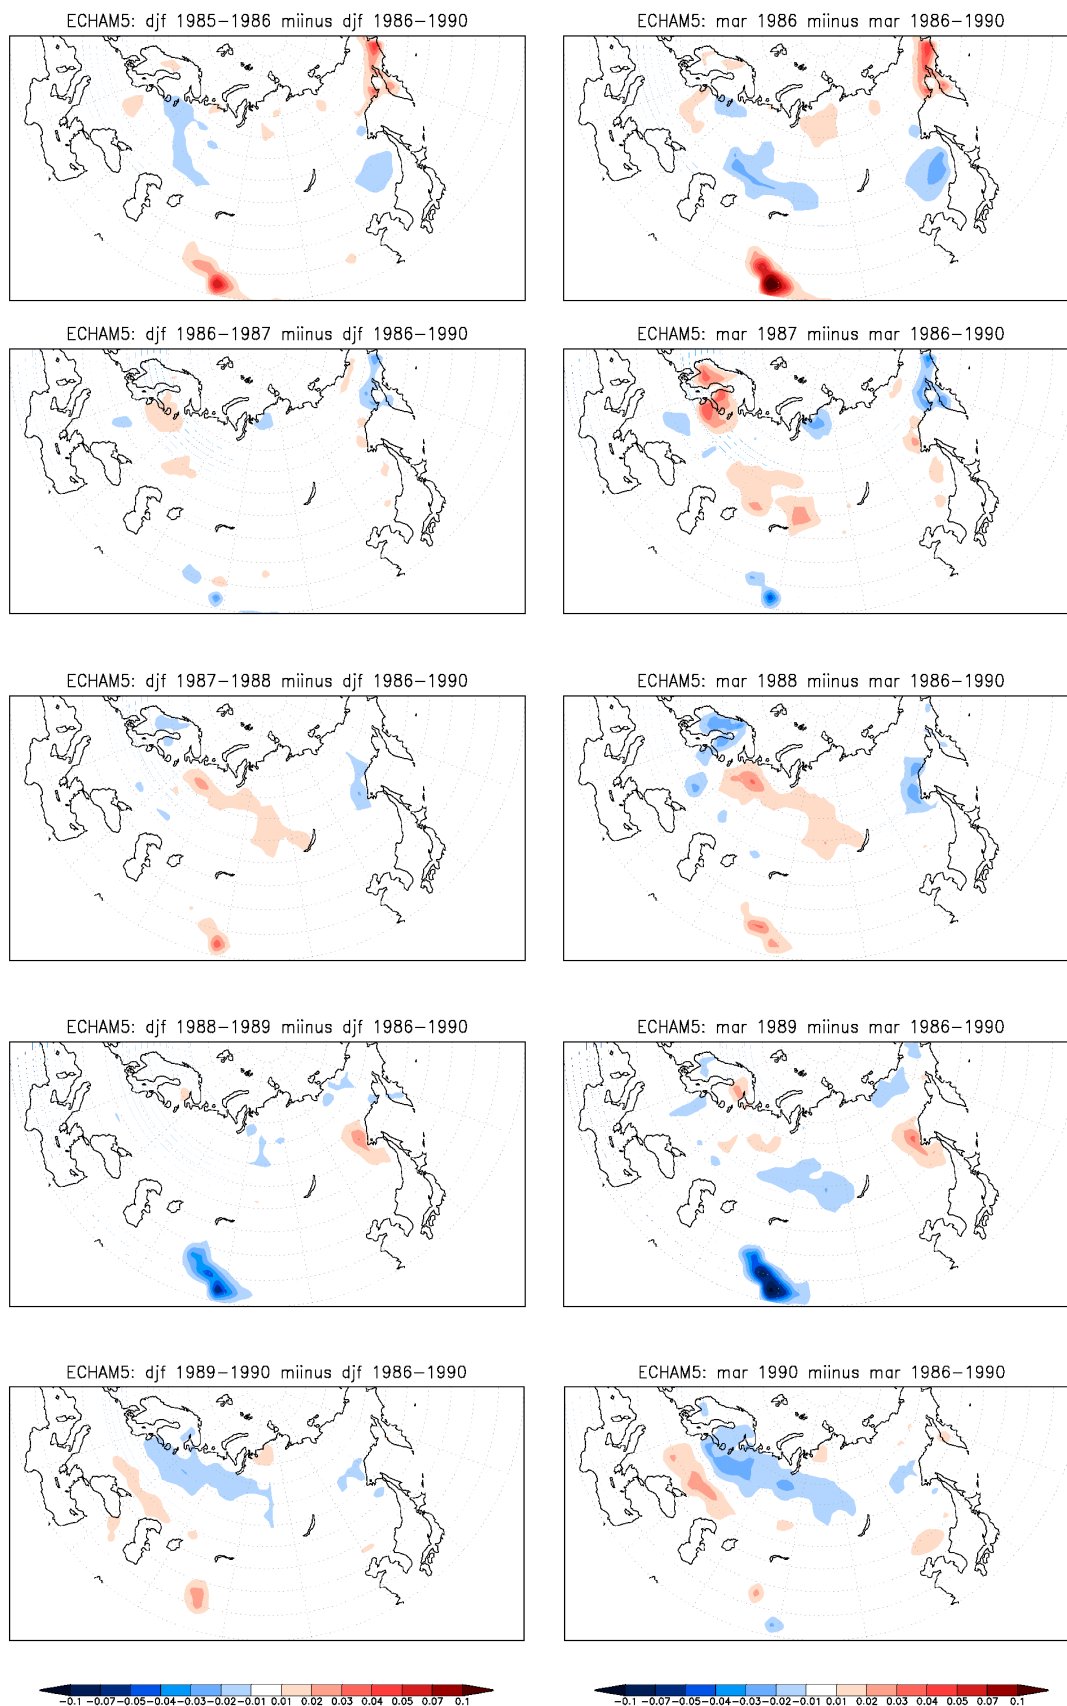 ECHAM5: djf 1985-1986 miinus djf 1986-1990
ECHAM5: mar 1986 miinus mar 1986-1990
ECHAM5: djf 1986-1987 miinus djf 1986-1990
ECHAM5: mar 1987 miinus mar 1986-1990
ECHAM5: djf 1987-1988 miinus djf 1986-1990
ECHAM5: mar 1988 miinus mar 1986-1990
ECHAM5: djf 1988-1989 miinus djf 1986-1990
ECHAM5: mar 1989 miinus mar 1986-1990
ECHAM5: djf 1989-1990 miinus djf 1986-1990
ECHAM5: mar 1990 miinus mar 1986-1990
-0.1 -0.07 -0.05 -0.04 -0.03 -0.02 -0.01 0.01 0.02 0.03 0.04 0.05 0.07 0.1
-0.1 -0.07 -0.05 -0.04 -0.03 -0.02 -0.01 0.01 0.02 0.03 0.04 0.05 0.07 0.1